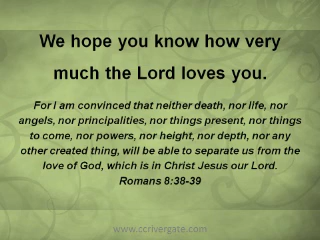 We hope you know how very
much the Lord loves you.
For I am convinced that neither death, nor life, nor
angels, nor principalities, nor things present, nor things
to come, nor powers, nor height, nor depth, nor any
other created thing, will be able to separate us from the
love of God, which is in Christ Jesus our Lord.
Romans 8:38-39
www.ccrivergate.com